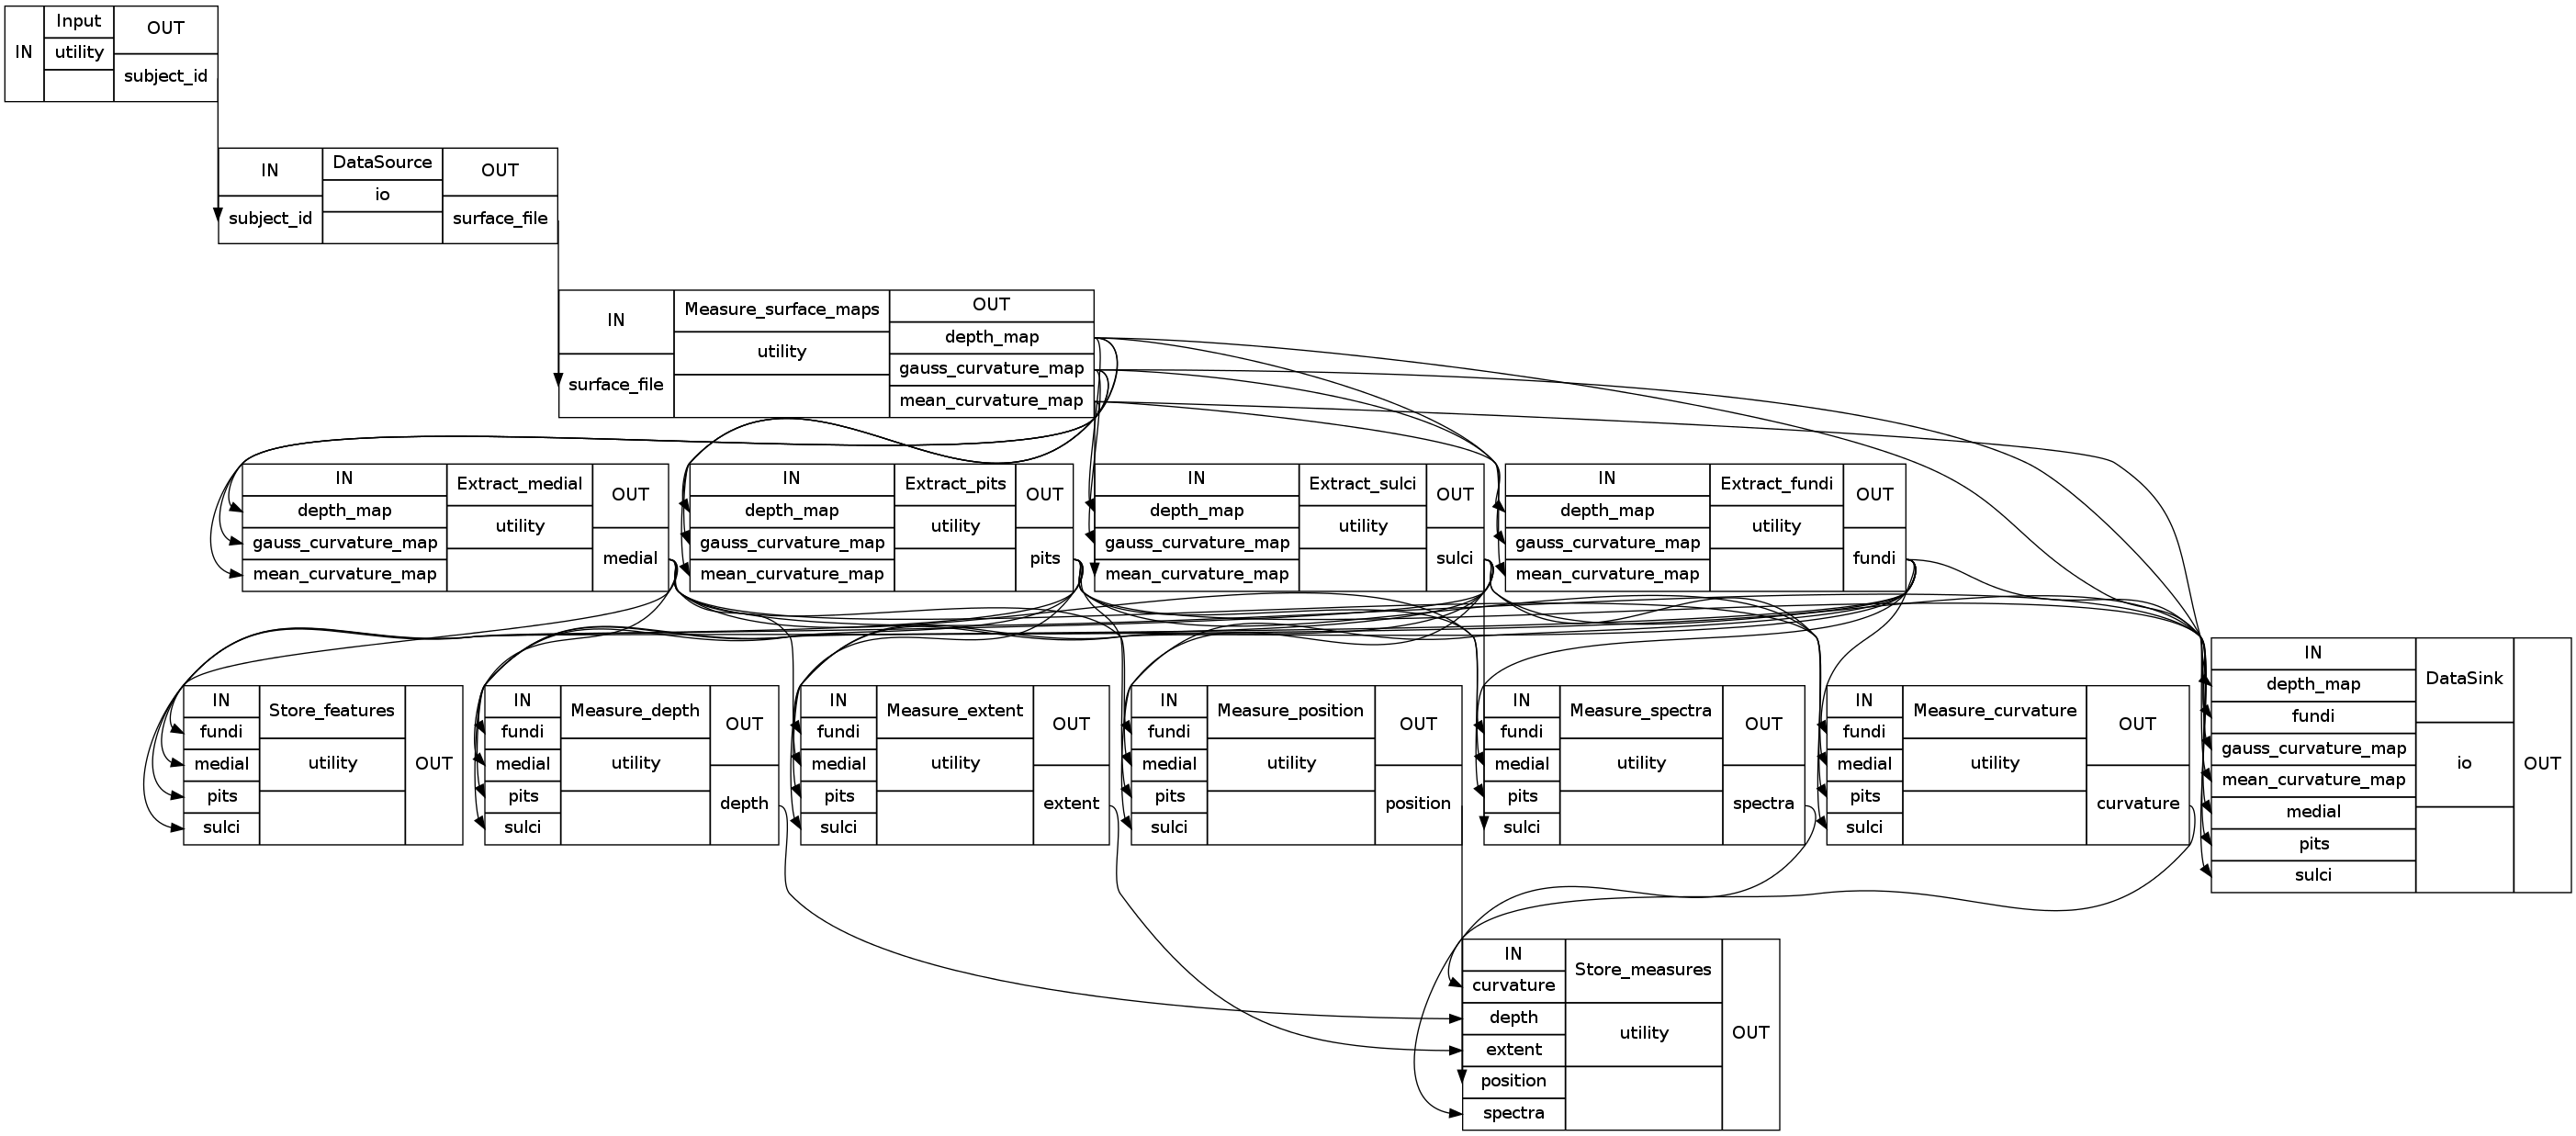 IN
Input
utility
OUT
subject_id
IN
subject_id
DataSource
io
OUT
surface_file
IN
surface_file
Measure_surface_maps
utility
OUT
depth_map
gauss_curvature_map
mean_curvature_map
IN
depth_map
gauss_curvature_map
mean_curvature_map
Extract_medial
utility
OUT
medial
IN
depth_map
gauss_curvature_map
mean_curvature_map
Extract_pits
utility
OUT
pits
IN
depth_map
gauss_curvature_map
mean_curvature_map
Extract_sulci
utility
OUT
sulci
IN
depth_map
gauss_curvature_map
mean_curvature_map
Extract_fundi
utility
OUT
fundi
IN
fundi
medial
pits
sulci
Store_features
utility
OUT
IN
fundi
medial
pits
sulci
Measure_depth
utility
OUT
depth
IN
fundi
medial
pits
sulci
Measure_extent
utility
OUT
extent
IN
fundi
medial
pits
sulci
Measure_position
utility
OUT
position
IN
fundi
medial
pits
sulci
Measure_spectra
utility
OUT
spectra
IN
fundi
medial
pits
sulci
Measure_curvature
utility
OUT
curvature
IN
depth_map
fundi
gauss_curvature_map
mean_curvature_map
medial
pits
sulci
DataSink
io
OUT
IN
curvature
depth
extent
position
spectra
Store_measures
utility
OUT